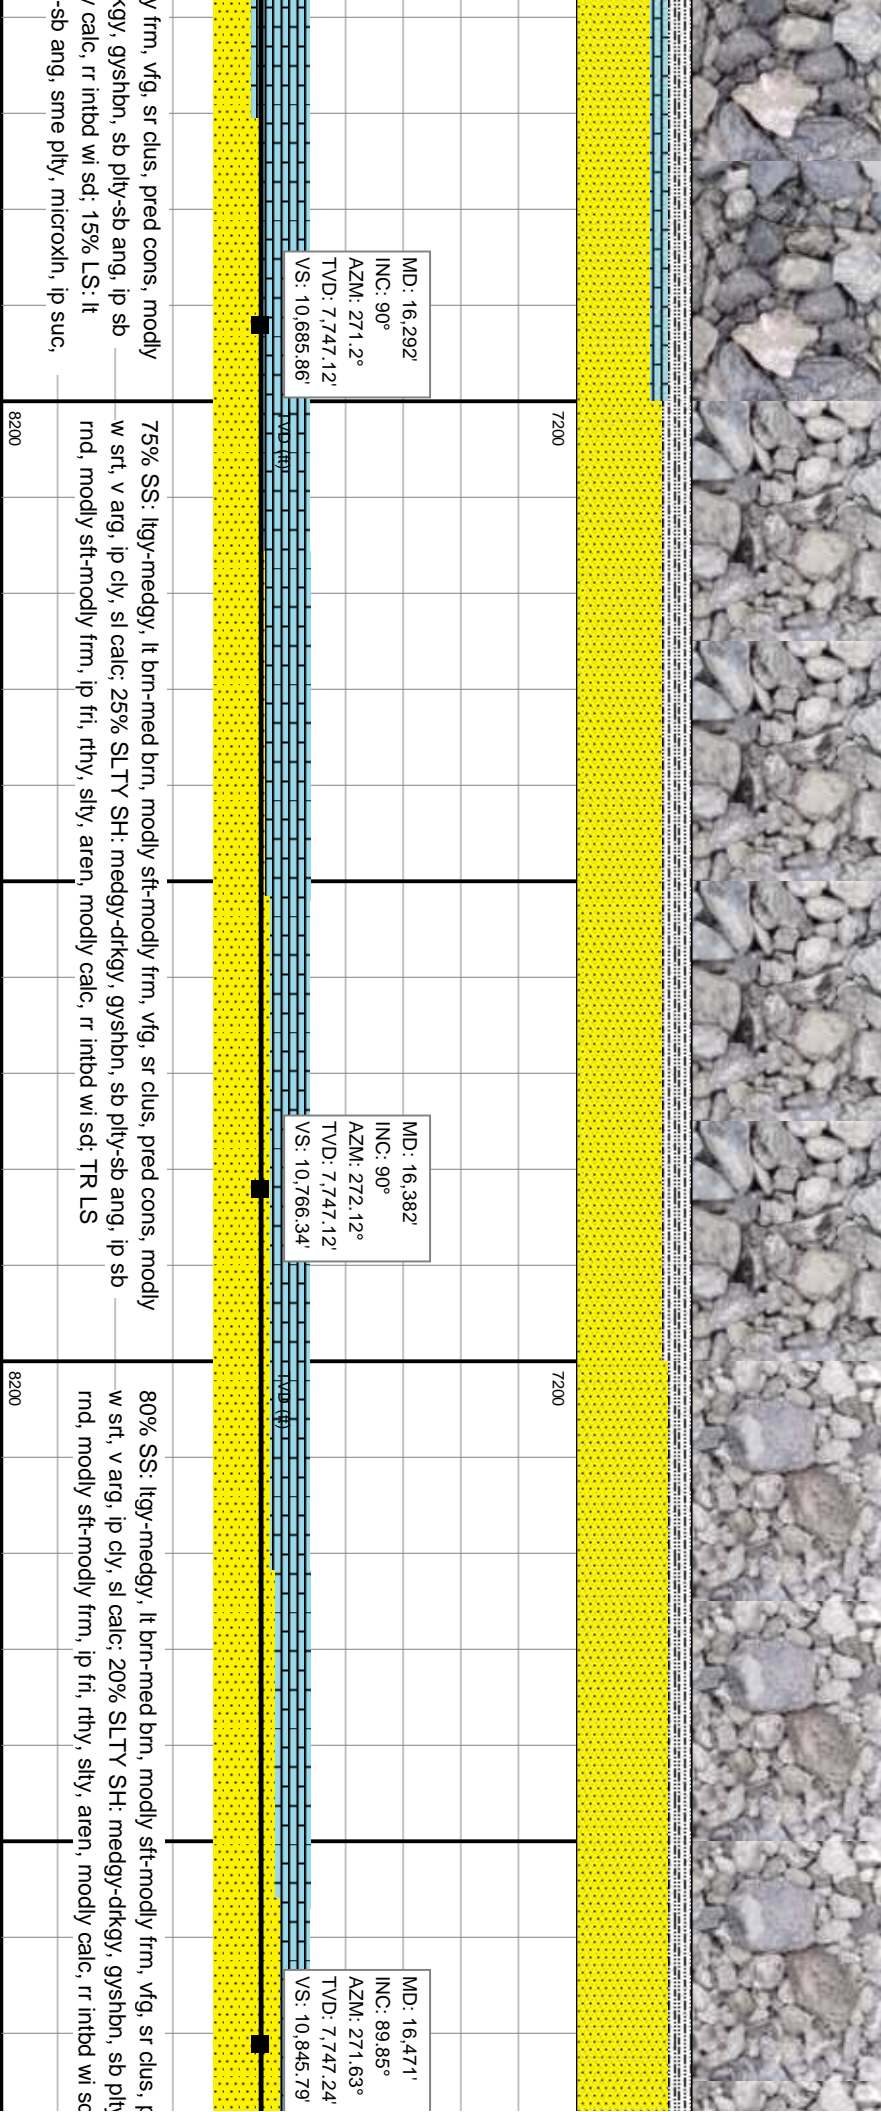 y frm, vfg, sr clus, pred cons, modly
kgy, gyshbn, sb plty-sb ang, ip sb
calc, rr intbd wi sd; 15% LS: lt
-sb ang, sme plty, microxln, ip suc,
MD: 16,292'
INC: 90°
AZM: 271.2°
TVD: 7,747.12'
VS: 10,685.86'
7200
TVD (ft)
8200
75% SS: ltgy-medgy, lt brn-med brn, modly sft-modly frm, vfg, sr clus, pred cons, modly
w srt, v arg, ip cly, sl calc; 25% SLTY SH: medgy-drkgy, gyshbn, sb plty-sb ang, ip sb
rnd, modly sft-modly frm, ip fri, rthy, slty, aren, modly calc, rr intbd wi sd; TR LS
MD: 16,382'
INC: 90°
AZM: 272.12°
TVD: 7,747.12'
VS: 10,766.34'
7200
TVD (ft)
8200
80% SS: ltgy-medgy, lt brn-med brn, modly sft-modly frm, vfg, sr clus,
w srt, v arg, ip cly, sl calc; 20% SLTY SH: medgy-drkgy, gyshbn, sb plty
rnd, modly sft-modly frm, ip fri, rthy, slty, aren, modly calc, rr intbd wi
MD: 16,471'
INC: 89.85°
AZM: 271.63°
TVD: 7,747.24'
VS: 10,845.79'